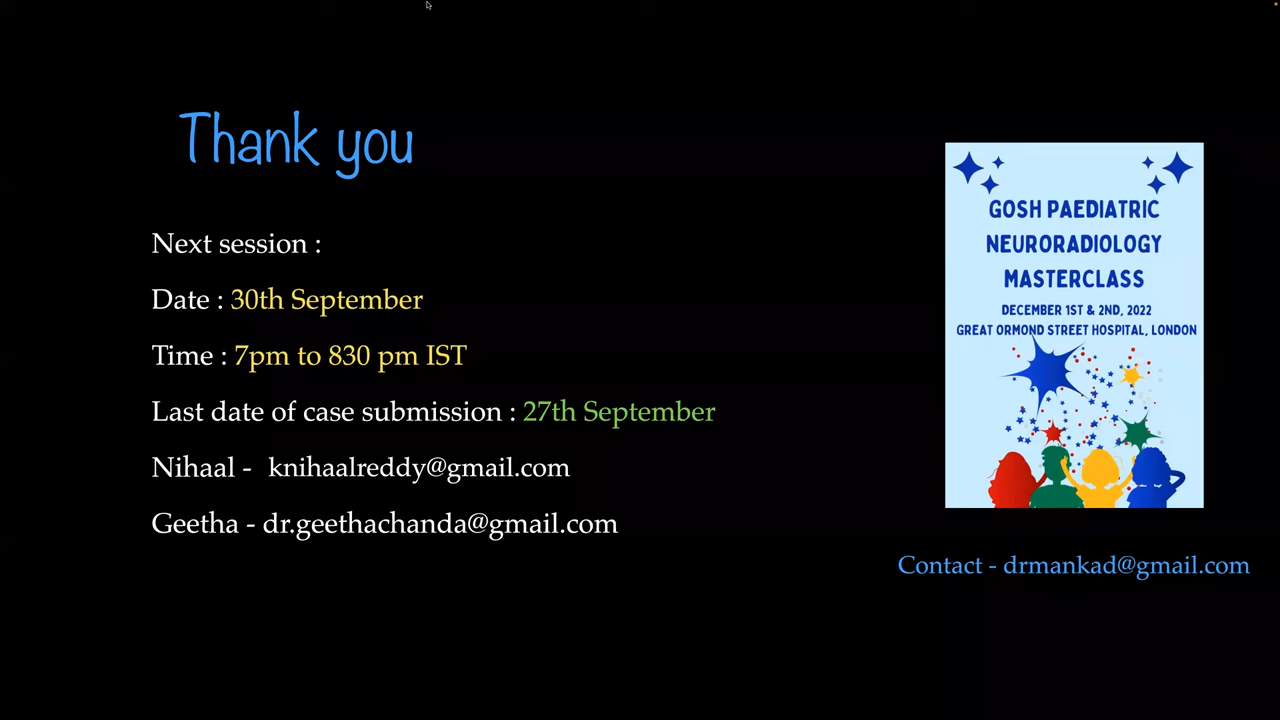 Thank you
Next session :
Date : 30th September
Time : 7pm to 830 pm IST
Last date of case submission : 27th September
Nihaal - knihaalreddy@gmail.com
Geetha - dr.geethachanda@gmail.com
GOSH PAEDIATRIC
NEURORADIOLOGY
MASTERCLASS
DECEMBER 1ST & 2ND, 2022
GREAT ORMOND STREET HOSPITAL, LONDON
Contact - drmankad@gmail.com